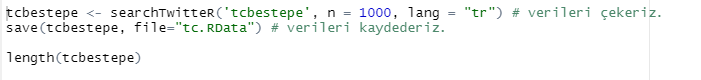 tcbestepe <- searchTwitteR('tcbestepe', n = 1000, lang = "tr") # verileri çekeriz.
save(tcbestepe, file="tc.RData") # verileri kaydederiz.
length(tcbestepe)